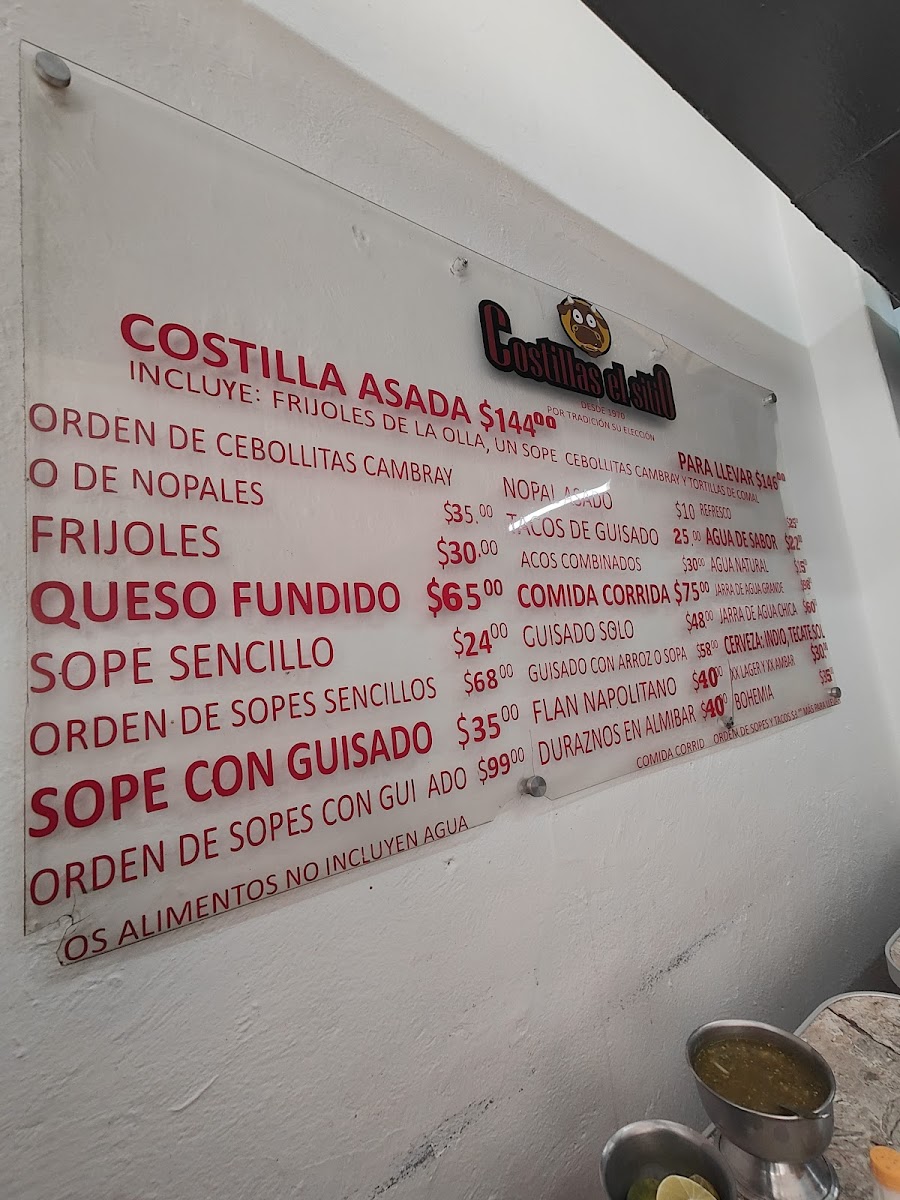 Costillas el sitiO
DESDE 1970
POR TRADICIÓN SU ELECCIÓN
COSTILLA ASADA $144.00
PARA LLEVAR $146.00
INCLUYE: FRIJOLES DE LA OLLA, UN SOPE CEBOLLITAS CAMBRAY Y TORTILLAS DE COMAL
ORDEN DE CEBOLLITAS CAMBRAY
O DE NOPALES $35.00
FRIJOLES $30.00
QUESO FUNDIDO $65.00
SOPE SENCILLO $24.00
ORDEN DE SOPES SENCILLOS $68.00
SOPE CON GUISADO $35.00
ORDEN DE SOPES CON GUI ADO $99.00
OS ALIMENTOS NO INCLUYEN AGUA
NOPAL ASADO $10
TACOS DE GUISADO 25.00
ACOS COMBINADOS $30.00
COMIDA CORRIDA $75.00
GUISADO SOLO $48.00
GUISADO CON ARROZ O SOPA $58.00
FLAN NAPOLITANO $40.00
DURAZNOS EN ALMIBAR $40.00
REFRESCO
AGUA DE SABOR $22.00
AGUA NATURAL
JARRA DE AGUA GRANDE
JARRA DE AGUA CHICA $60
CERVEZA: INDIO, TECATE, SOL
XX LAGER Y XX AMBAR $30
BOHEMIA
COMIDA CORRID ORDEN DE SOPES Y TACOS MAS PARA